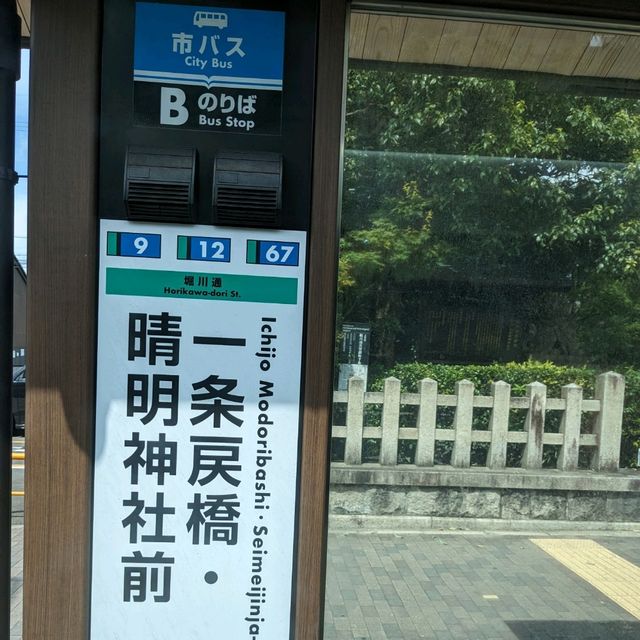 市バス
City Bus
B のりば
Bus Stop
9 12 67
堀川通
Horikawa-dori St.
一条戻橋・
晴明神社前
Ichijo Modoribashi・Seimeijinja-